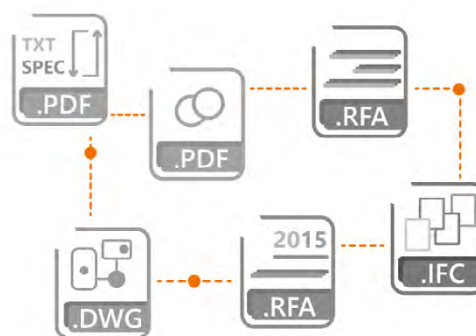 TXT
SPEC
.PDF
.PDF
.RFA
.DWG
2015
.RFA
.IFC